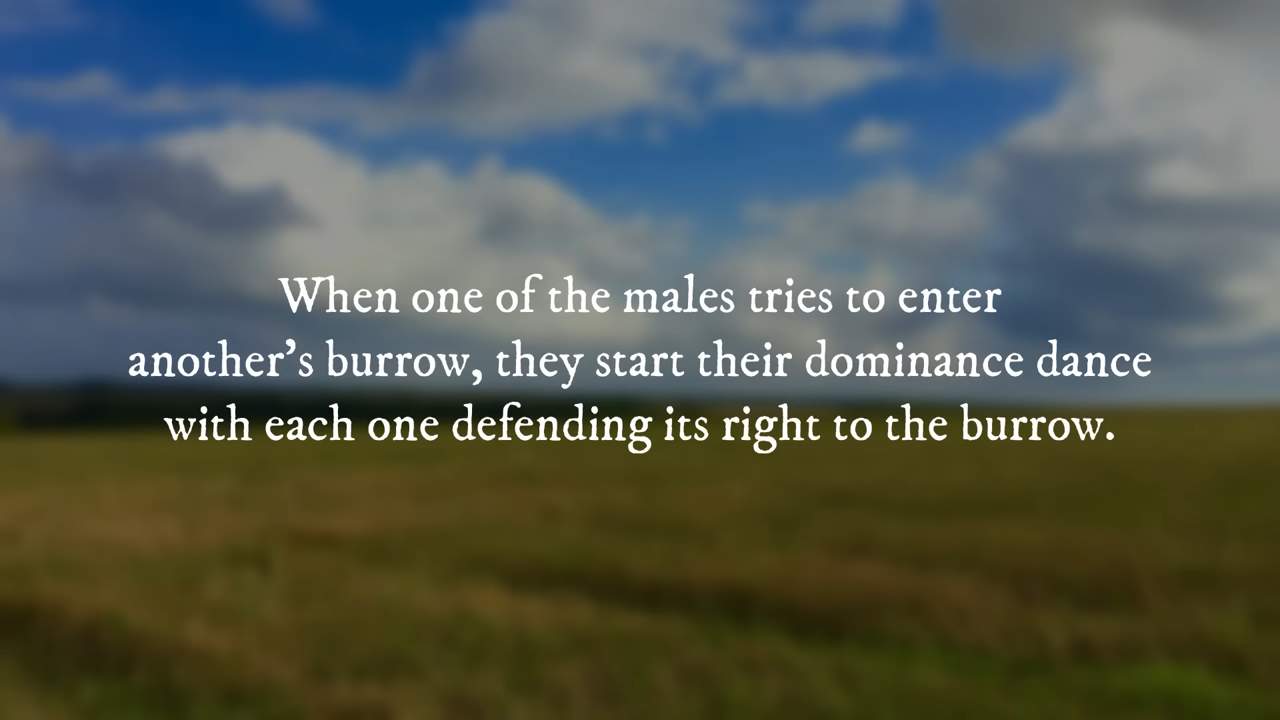 When one of the males tries to enter
another’s burrow, they start their dominance dance
with each one defending its right to the burrow.